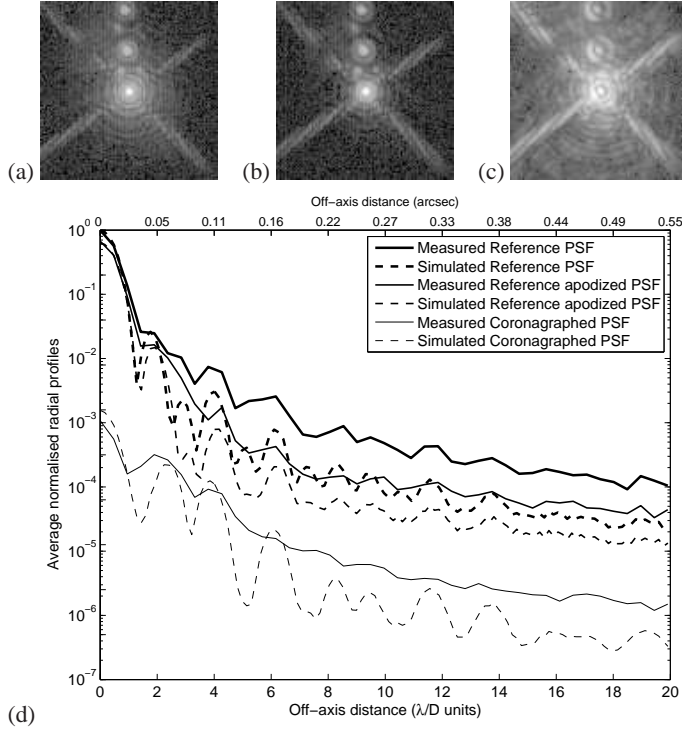 (a) (b) (c)
Off−axis distance (arcsec)
0 0.05 0.11 0.16 0.22 0.27 0.33 0.38 0.44 0.49 0.55
10^0
10^−1
10^−2
10^−3
10^−4
10^−5
10^−6
10^−7
Average normalised radial profiles
Measured Reference PSF
Simulated Reference PSF
Measured Reference apodized PSF
Simulated Reference apodized PSF
Measured Coronagraphed PSF
Simulated Coronagraphed PSF
0 2 4 6 8 10 12 14 16 18 20
Off−axis distance (λ/D units)
(d)